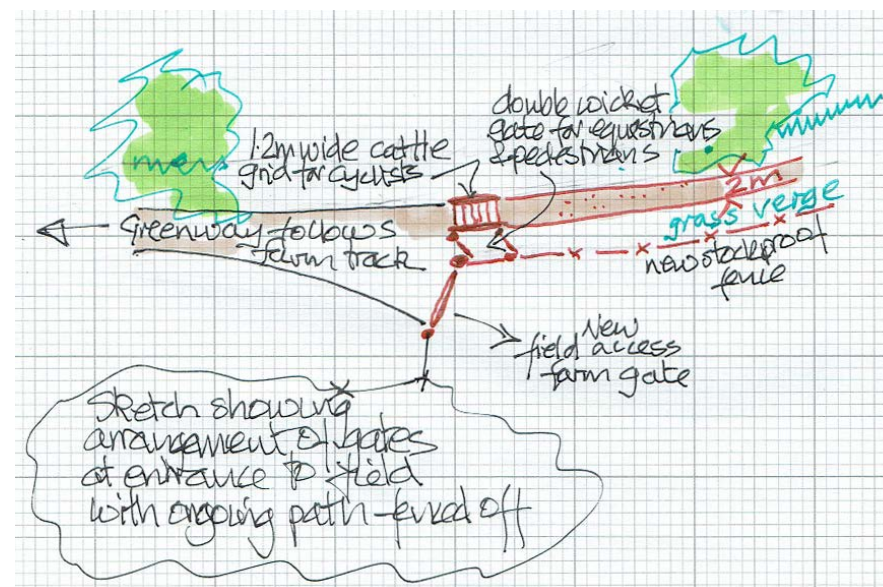 double wicket
gate for equestrians
& pedestrians
1.2m wide cattle
grid for cyclists
2m
grass verge
Greenway follows
farm track
new stockproof
fence
New
field access
farm gate
Sketch showing
arrangement of gates
at entrance to field
with ongoing path fenced off